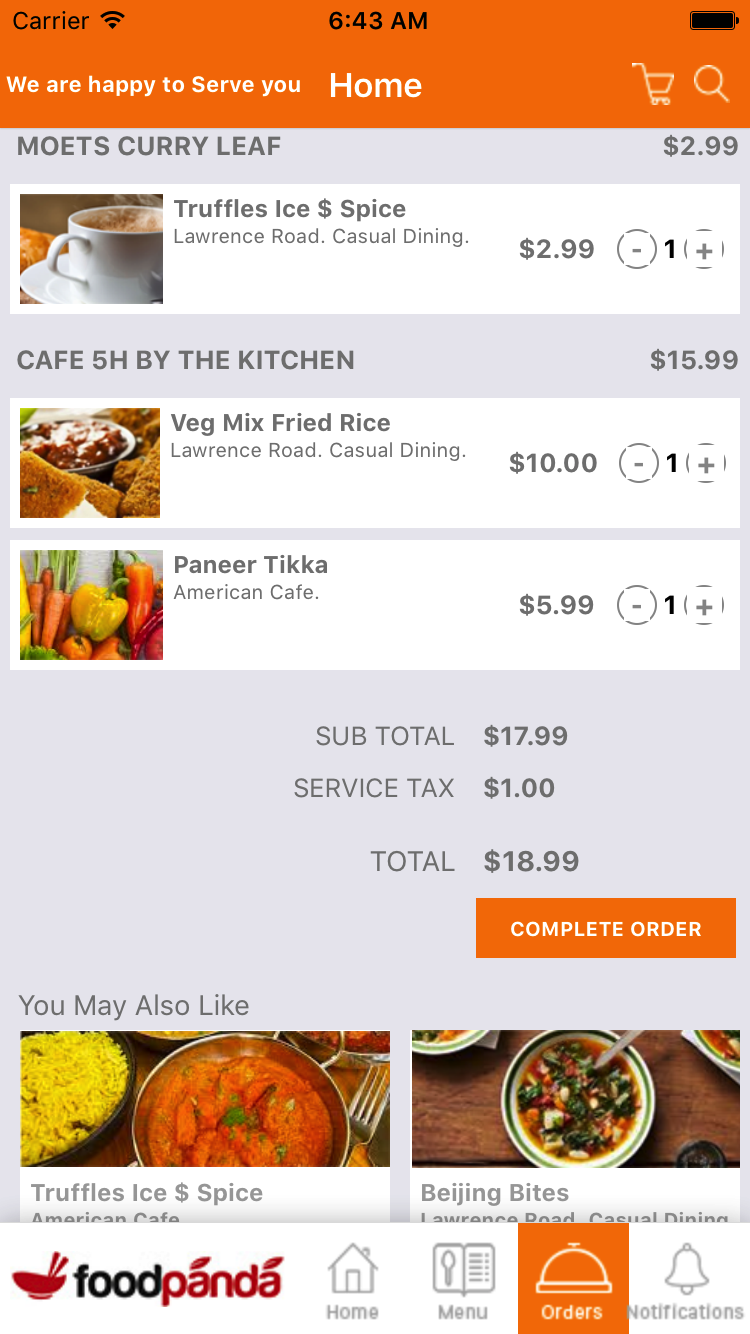 Carrier 6:43 AM
We are happy to Serve you Home
MOETS CURRY LEAF $2.99
Truffles Ice $ Spice
Lawrence Road. Casual Dining.
$2.99 - 1 +
CAFE 5H BY THE KITCHEN $15.99
Veg Mix Fried Rice
Lawrence Road. Casual Dining.
$10.00 - 1 +
Paneer Tikka
American Cafe.
$5.99 - 1 +
SUB TOTAL $17.99
SERVICE TAX $1.00
TOTAL $18.99
COMPLETE ORDER
You May Also Like
Truffles Ice $ Spice Beijing Bites
American Cafe Lawrence Road. Casual Dining
foodpanda Home Menu Orders Notifications